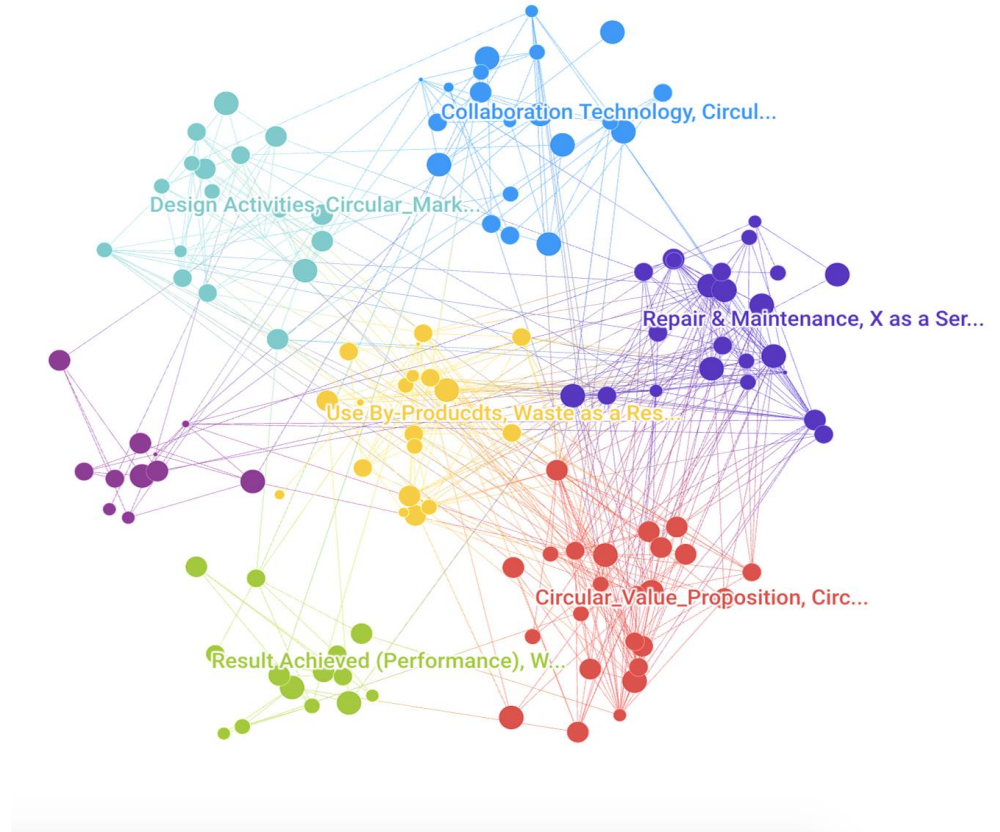 Collaboration Technology, Circul...
Design Activities, Circular_Mark...
Repair & Maintenance, X as a Ser...
Use By-Producdts, Waste as a Res...
Circular_Value_Proposition, Circ...
Result Achieved (Performance), W...